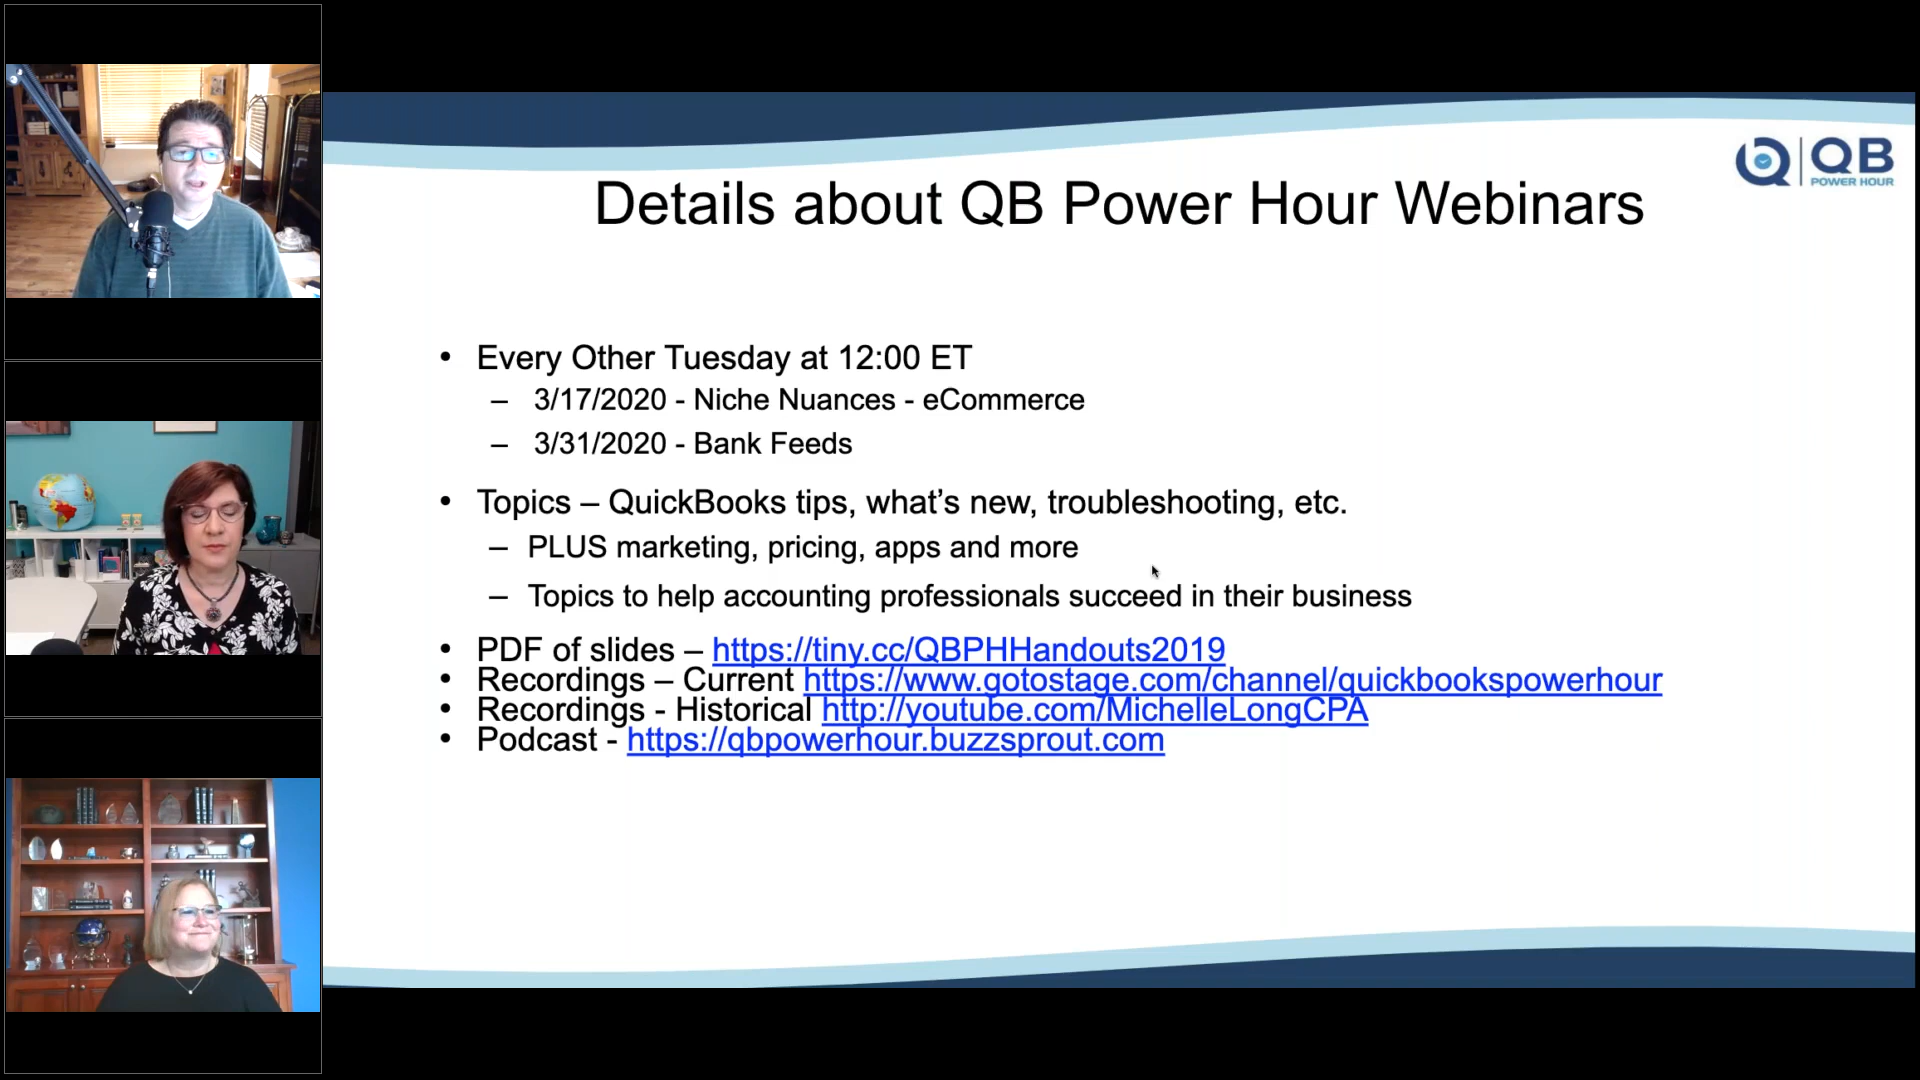 QB
POWER HOUR
Details about QB Power Hour Webinars
• Every Other Tuesday at 12:00 ET
– 3/17/2020 - Niche Nuances - eCommerce
– 3/31/2020 - Bank Feeds
• Topics – QuickBooks tips, what’s new, troubleshooting, etc.
– PLUS marketing, pricing, apps and more
– Topics to help accounting professionals succeed in their business
• PDF of slides – https://tiny.cc/QBPHHandouts2019
• Recordings – Current https://www.gotostage.com/channel/quickbookspowerhour
• Recordings - Historical http://youtube.com/MichelleLongCPA
• Podcast - https://qbpowerhour.buzzsprout.com